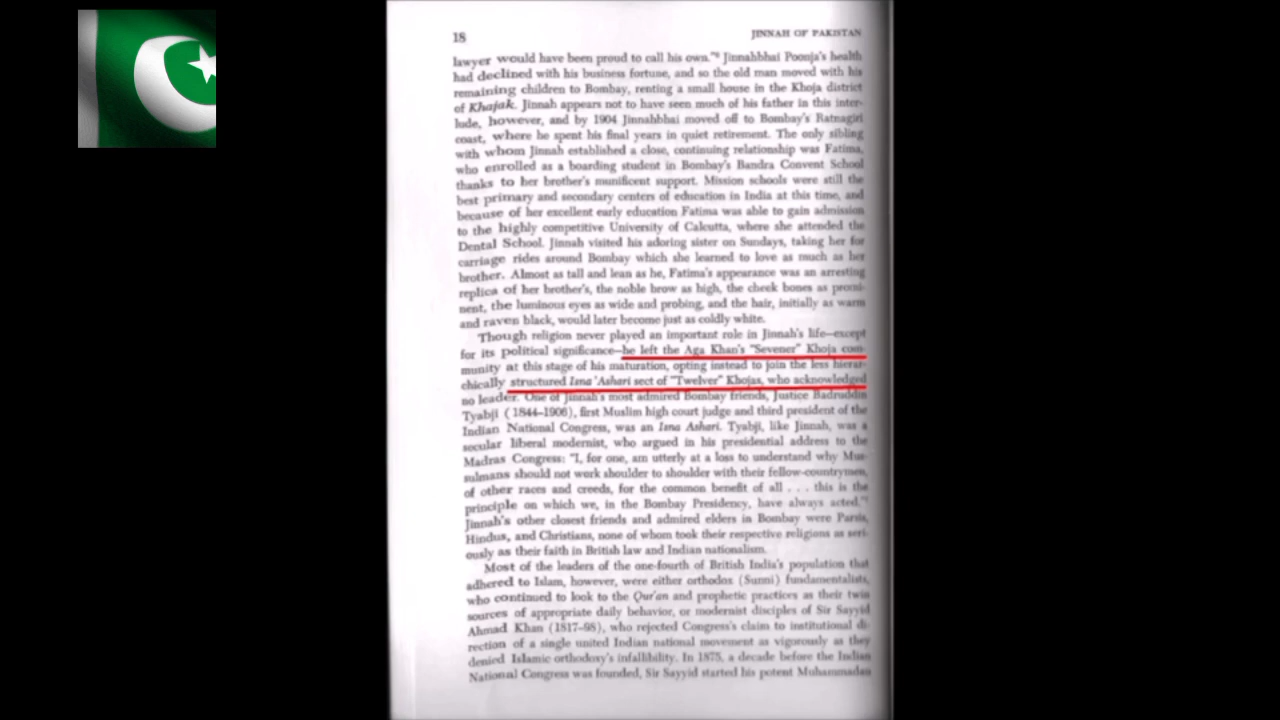 18
JINNAH OF PAKISTAN
lawyer would have been proud to call his own."⁶ Jinnahbhai Poonja's health
had declined with his business fortune, and so the old man moved with his
remaining children to Bombay, renting a small house in the Khoja district
of Khajak. Jinnah appears not to have seen much of his father in this inter-
lude, however, and by 1904 Jinnahbhai moved off to Bombay's Ratnagiri
coast, where he spent his final years in quiet retirement. The only sibling
with whom Jinnah established a close, continuing relationship was Fatima,
who enrolled as a boarding student in Bombay's Bandra Convent School
thanks to her brother's munificent support. Mission schools were still the
best primary and secondary centers of education in India at this time, and
because of her excellent early education Fatima was able to gain admission
to the highly competitive University of Calcutta, where she attended the
Dental School. Jinnah visited his adoring sister on Sundays, taking her for
carriage rides around Bombay which she learned to love as much as her
brother. Almost as tall and lean as he, Fatima's appearance was an arresting
replica of her brother's, the noble brow as high, the cheek bones as promi-
nent, the luminous eyes as wide and probing, and the hair, initially as warm
and raven black, would later become just as coldly white.
Though religion never played an important role in Jinnah's life—except
for its political significance—he left the Aga Khan's "Sevener" Khoja com-
munity at this stage of his maturation, opting instead to join the less hierar-
chically structured Isna 'Ashari sect of "Twelver" Khojas, who acknowledged
no leader. One of Jinnah's most admired Bombay friends, Justice Badruddin
Tyabji (1844–1906), first Muslim high court judge and third president of the
Indian National Congress, was an Isna Ashari. Tyabji, like Jinnah, was a
secular liberal modernist, who argued in his presidential address to the
Madras Congress: "I, for one, am utterly at a loss to understand why Mus-
sulmans should not work shoulder to shoulder with their fellow-countrymen,
of other races and creeds, for the common benefit of all . . . this is the
principle on which we, in the Bombay Presidency, have always acted."
Jinnah's other closest friends and admired elders in Bombay were Parsis,
Hindus, and Christians, none of whom took their respective religions as seri-
ously as their faith in British law and Indian nationalism.
Most of the leaders of the one-fourth of British India's population that
adhered to Islam, however, were either orthodox (Sunni) fundamentalists,
who continued to look to the Qur'an and prophetic practices as their twin
sources of appropriate daily behavior, or modernist disciples of Sir Sayyid
Ahmad Khan (1817–98), who rejected Congress's claim to institutional di-
rection of a single united Indian national movement as vigorously as they
denied Islamic orthodoxy's infallibility. In 1875, a decade before the Indian
National Congress was founded, Sir Sayyid started his potent Muhammadan